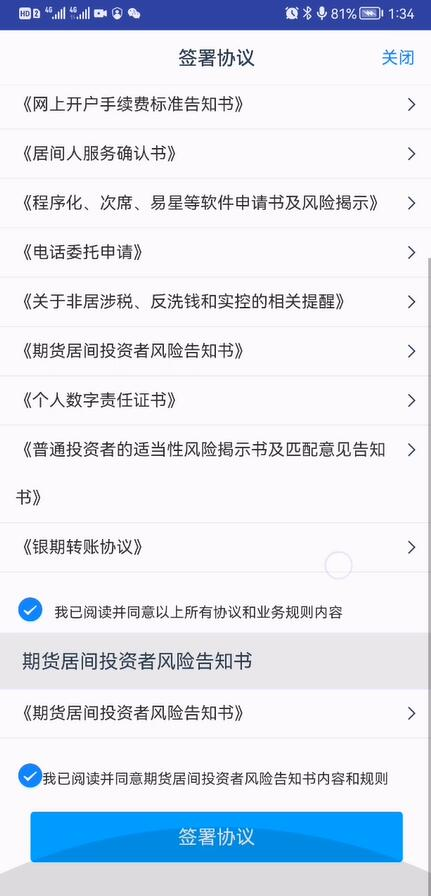 HD 2 4G 4G 81% 1:34
签署协议 关闭
《网上开户手续费标准告知书》
《居间人服务确认书》
《程序化、次席、易星等软件申请书及风险揭示》
《电话委托申请》
《关于非居涉税、反洗钱和实控的相关提醒》
《期货居间投资者风险告知书》
《个人数字责任证书》
《普通投资者的适当性风险揭示书及匹配意见告知
书》
《银期转账协议》
我已阅读并同意以上所有协议和业务规则内容
期货居间投资者风险告知书
《期货居间投资者风险告知书》
我已阅读并同意期货居间投资者风险告知书内容和规则
签署协议